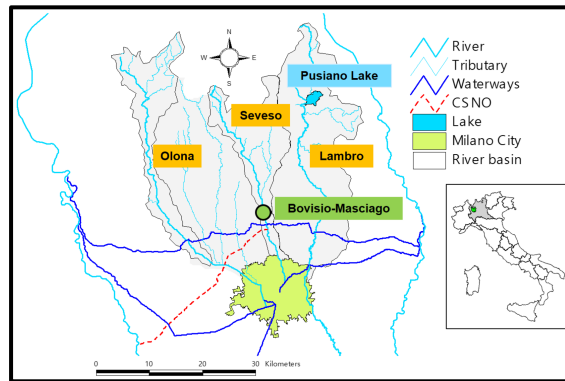 N
W
E
S
Pusiano Lake
Seveso
Olona
Lambro
Bovisio-Masciago
River
Tributary
Waterways
CSNO
Lake
Milano City
River basin
0 10 20 30 Kilometers